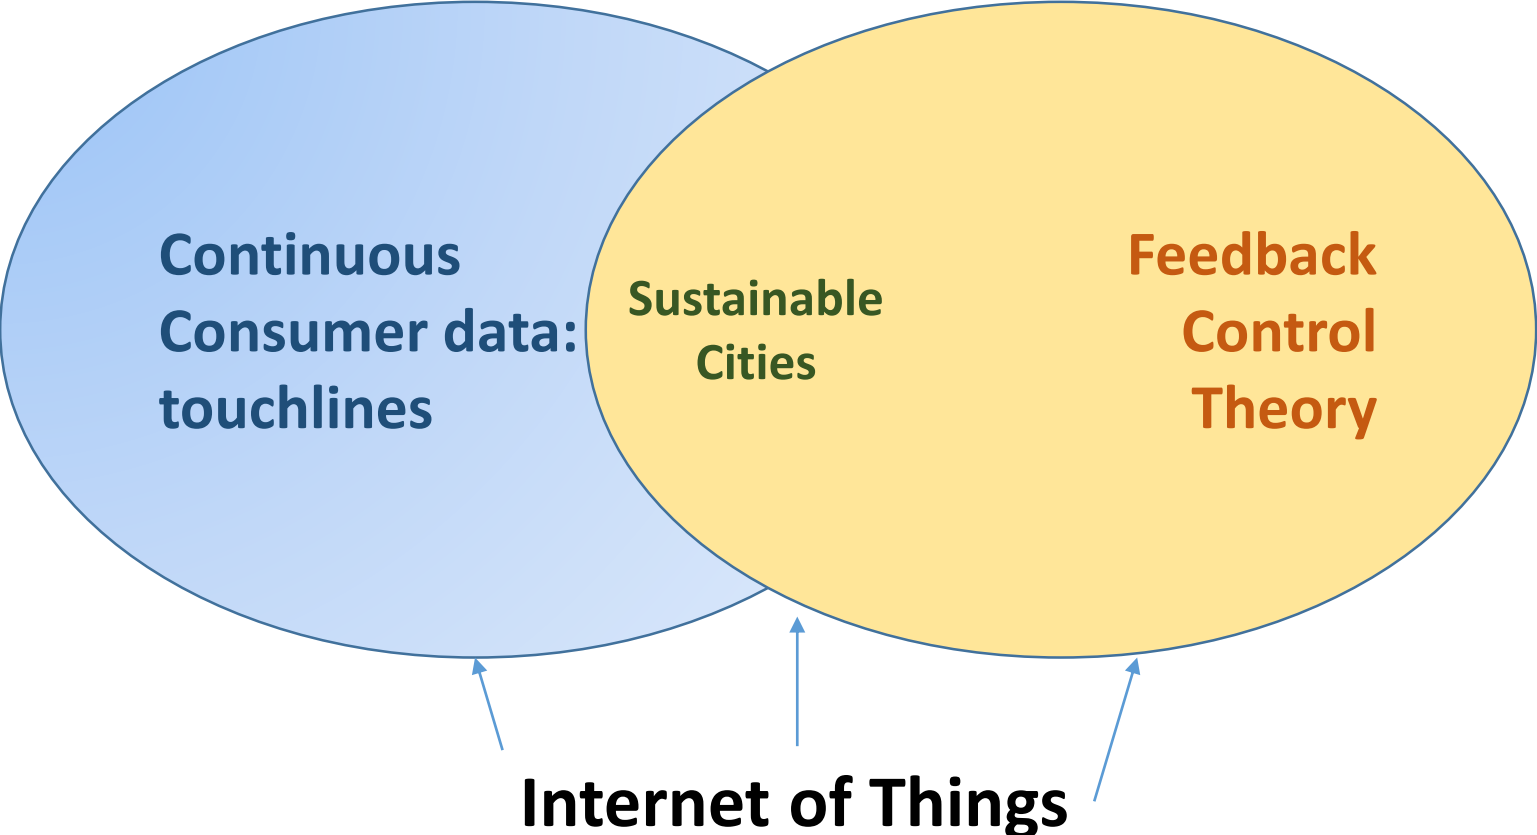 Continuous
Consumer data:
touchlines
Sustainable
Cities
Feedback
Control
Theory
Internet of Things